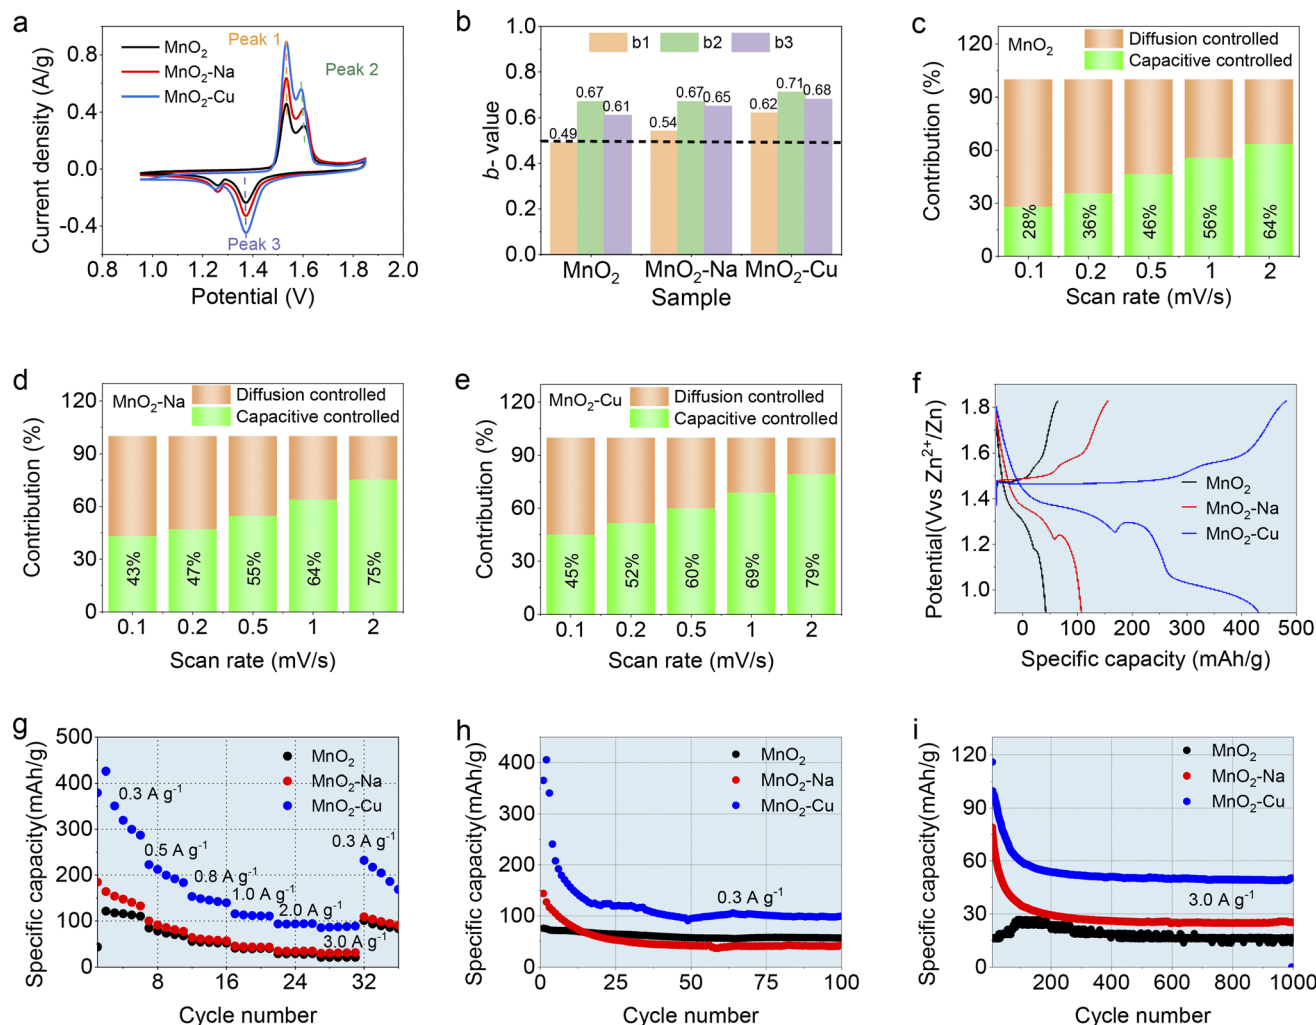 a
MnO2
MnO2-Na
MnO2-Cu
Peak 1
Peak 2
Peak 3
0.8
0.4
0.0
-0.4
Current density (A/g)
0.8 1.1 1.4 1.7 2.0
Potential (V)
b
b1 b2 b3
1.0
0.8
0.6
0.4
0.2
0.0
b- value
0.49 0.67 0.61
0.54 0.67 0.65
0.62 0.71 0.68
MnO2 MnO2-Na MnO2-Cu
Sample
c
MnO2
Diffusion controlled
Capacitive controlled
120
90
60
30
0
Contribution (%)
28% 36% 46% 56% 64%
0.1 0.2 0.5 1 2
Scan rate (mV/s)
d
MnO2-Na
Diffusion controlled
Capacitive controlled
120
90
60
30
0
Contribution (%)
43% 47% 55% 64% 75%
0.1 0.2 0.5 1 2
Scan rate (mV/s)
e
MnO2-Cu
Diffusion controlled
Capacitive controlled
120
90
60
30
0
Contribution (%)
45% 52% 60% 69% 79%
0.1 0.2 0.5 1 2
Scan rate (mV/s)
f
1.8
1.6
1.4
1.2
1.0
Potential(Vvs Zn2+/Zn)
MnO2
MnO2-Na
MnO2-Cu
0 100 200 300 400 500
Specific capacity (mAh/g)
g
500
400
300
200
100
0
Specific capacity(mAh/g)
MnO2
MnO2-Na
MnO2-Cu
0.3 A g-1
0.5 A g-1
0.8 A g-1
1.0 A g-1
2.0 A g-1
3.0 A g-1
0.3 A g-1
8 16 24 32
Cycle number
h
400
300
200
100
0
Specific capacity(mAh/g)
MnO2
MnO2-Na
MnO2-Cu
0.3 A g-1
0 25 50 75 100
Cycle number
i
120
90
60
30
0
Specific capacity(mAh/g)
MnO2
MnO2-Na
MnO2-Cu
3.0 A g-1
200 400 600 800 1000
Cycle number